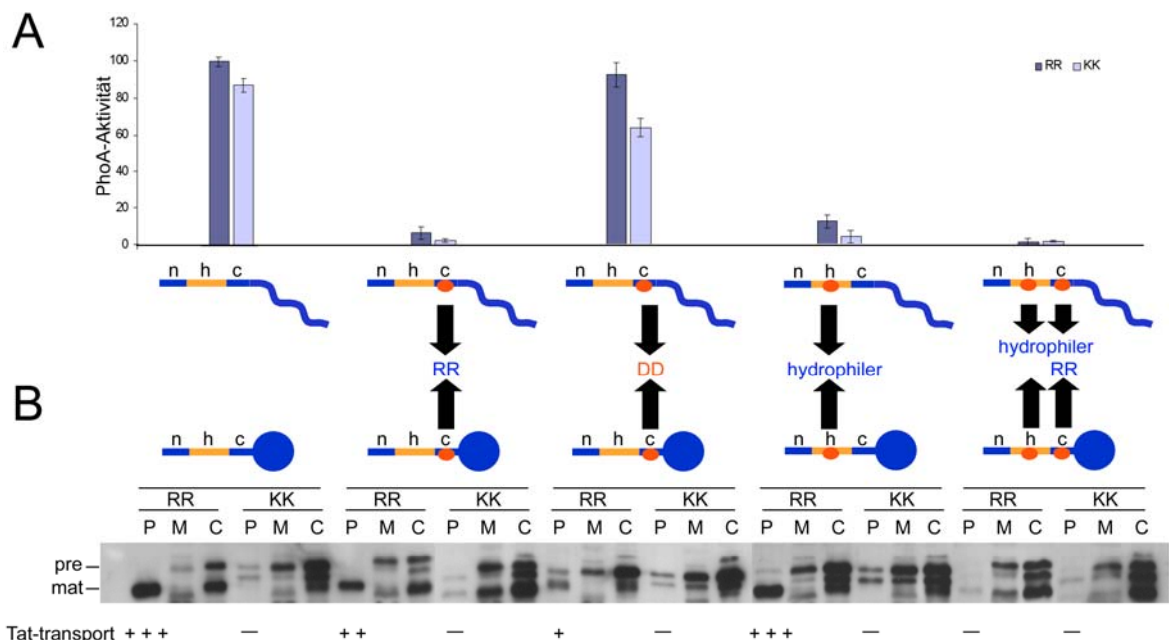 A
120
100
80
60
40
20
0
PhoA-Aktivität
RR KK
n h c n h c n h c n h c n h c
hydrophiler
RR DD hydrophiler RR
B
n h c n h c n h c n h c n h c
RR KK RR KK RR KK RR KK RR KK
P M C P M C P M C P M C P M C P M C P M C P M C P M C P M C
pre
mat
Tat-transport + + + — + + — + — + + + — — —